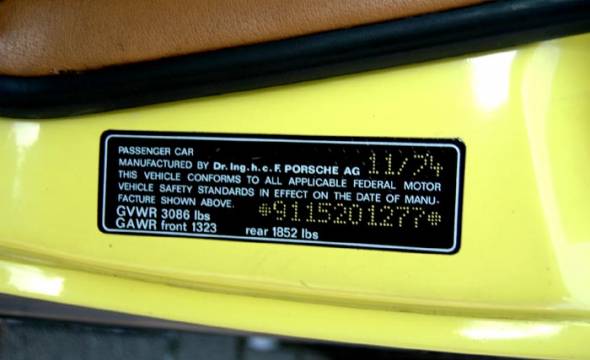 PASSENGER CAR
MANUFACTURED BY Dr. Ing. h. c. F. PORSCHE AG 11/74
THIS VEHICLE CONFORMS TO ALL APPLICABLE FEDERAL MOTOR
VEHICLE SAFETY STANDARDS IN EFFECT ON THE DATE OF MANU-
FACTURE SHOWN ABOVE. *9115201277*
GVWR 3086 lbs
GAWR front 1323 rear 1852 lbs